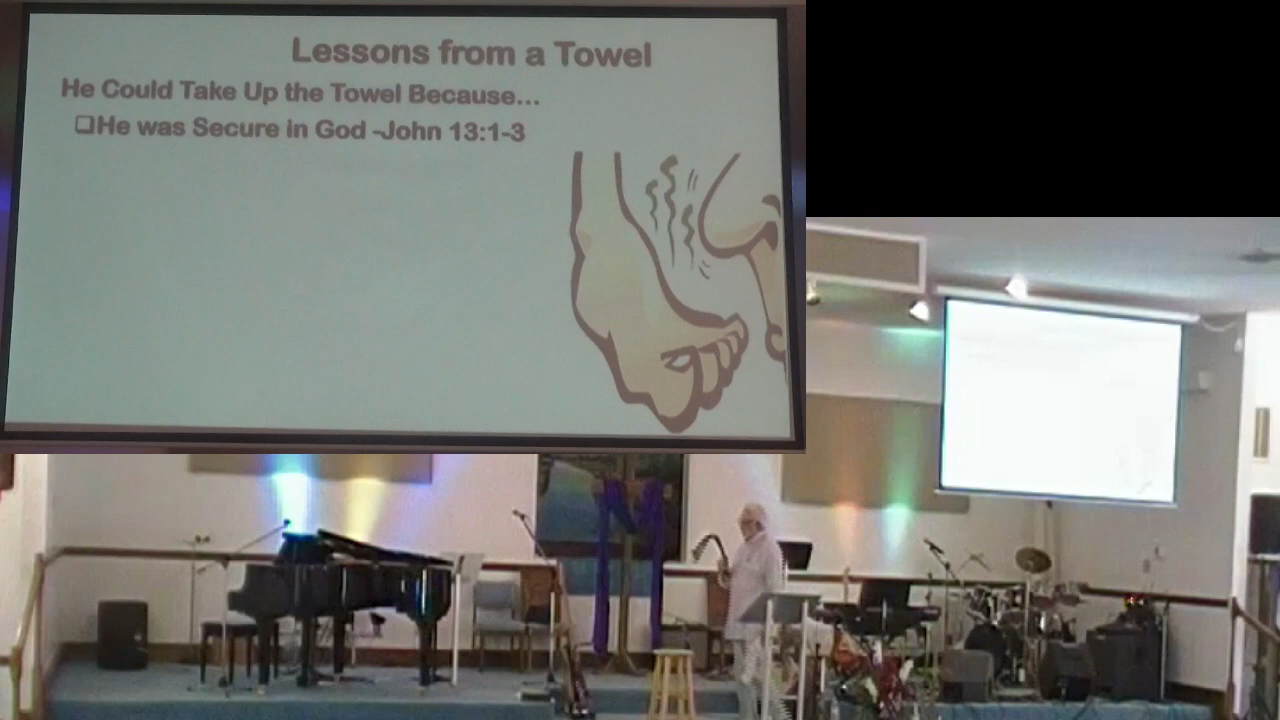 Lessons from a Towel
He Could Take Up the Towel Because...
❑He was Secure in God -John 13:1-3